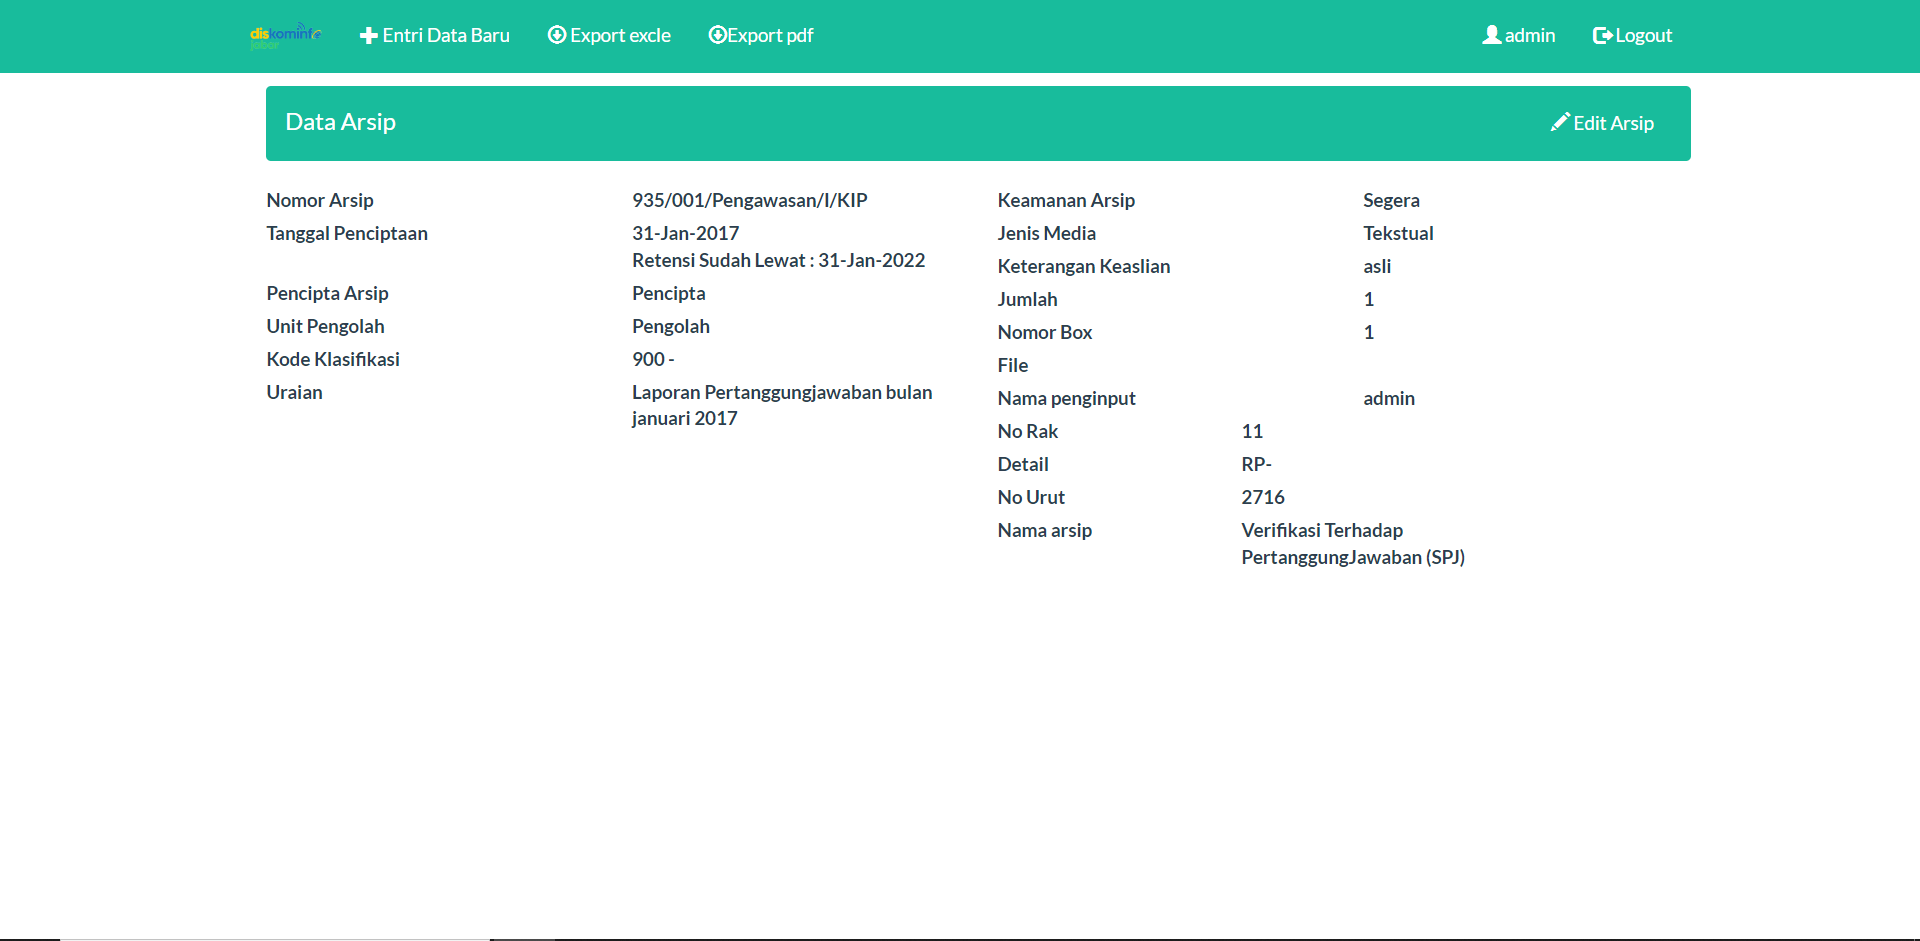 diskominfo
jabar
Entri Data Baru
Export excle
Export pdf
admin
Logout
Data Arsip
Edit Arsip
Nomor Arsip 935/001/Pengawasan/I/KIP
Tanggal Penciptaan 31-Jan-2017
Retensi Sudah Lewat : 31-Jan-2022
Pencipta Arsip Pencipta
Unit Pengolah Pengolah
Kode Klasifikasi 900 -
Uraian Laporan Pertanggungjawaban bulan
januari 2017
Keamanan Arsip Segera
Jenis Media Tekstual
Keterangan Keaslian asli
Jumlah 1
Nomor Box 1
File
Nama penginput admin
No Rak 11
Detail RP-
No Urut 2716
Nama arsip Verifikasi Terhadap
PertanggungJawaban (SPJ)